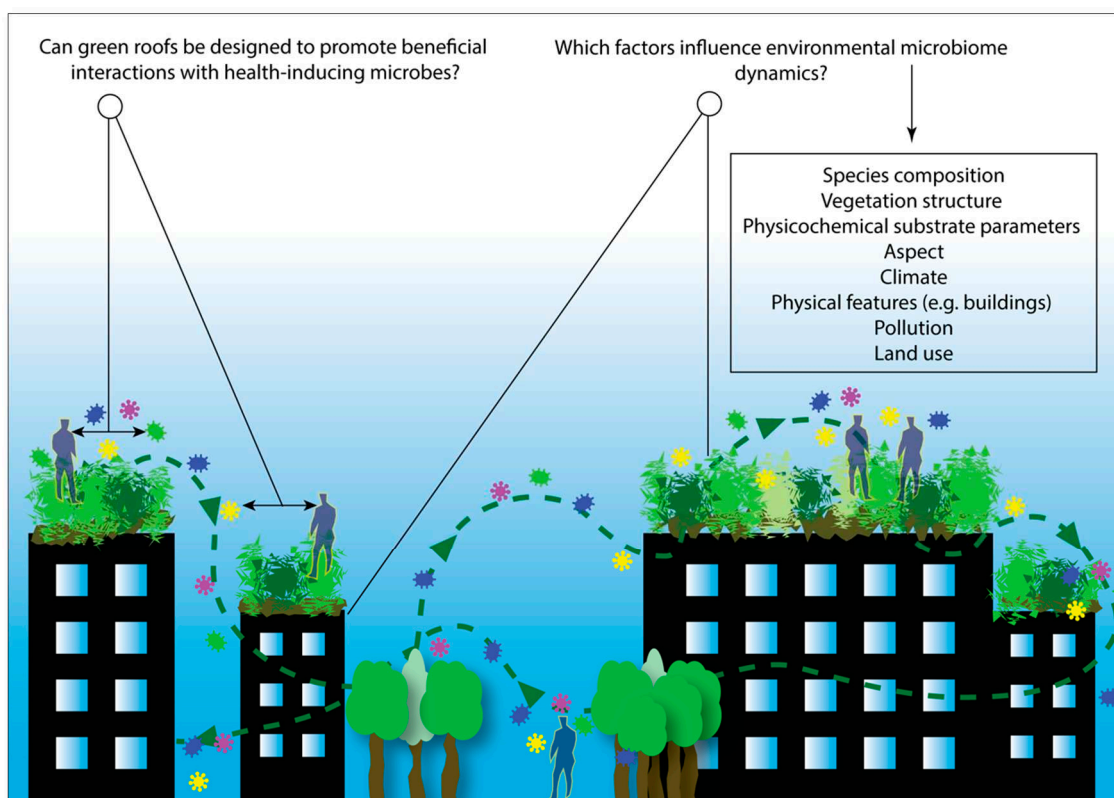 Can green roofs be designed to promote beneficial
interactions with health-inducing microbes?
Which factors influence environmental microbiome
dynamics?
Species composition
Vegetation structure
Physicochemical substrate parameters
Aspect
Climate
Physical features (e.g. buildings)
Pollution
Land use